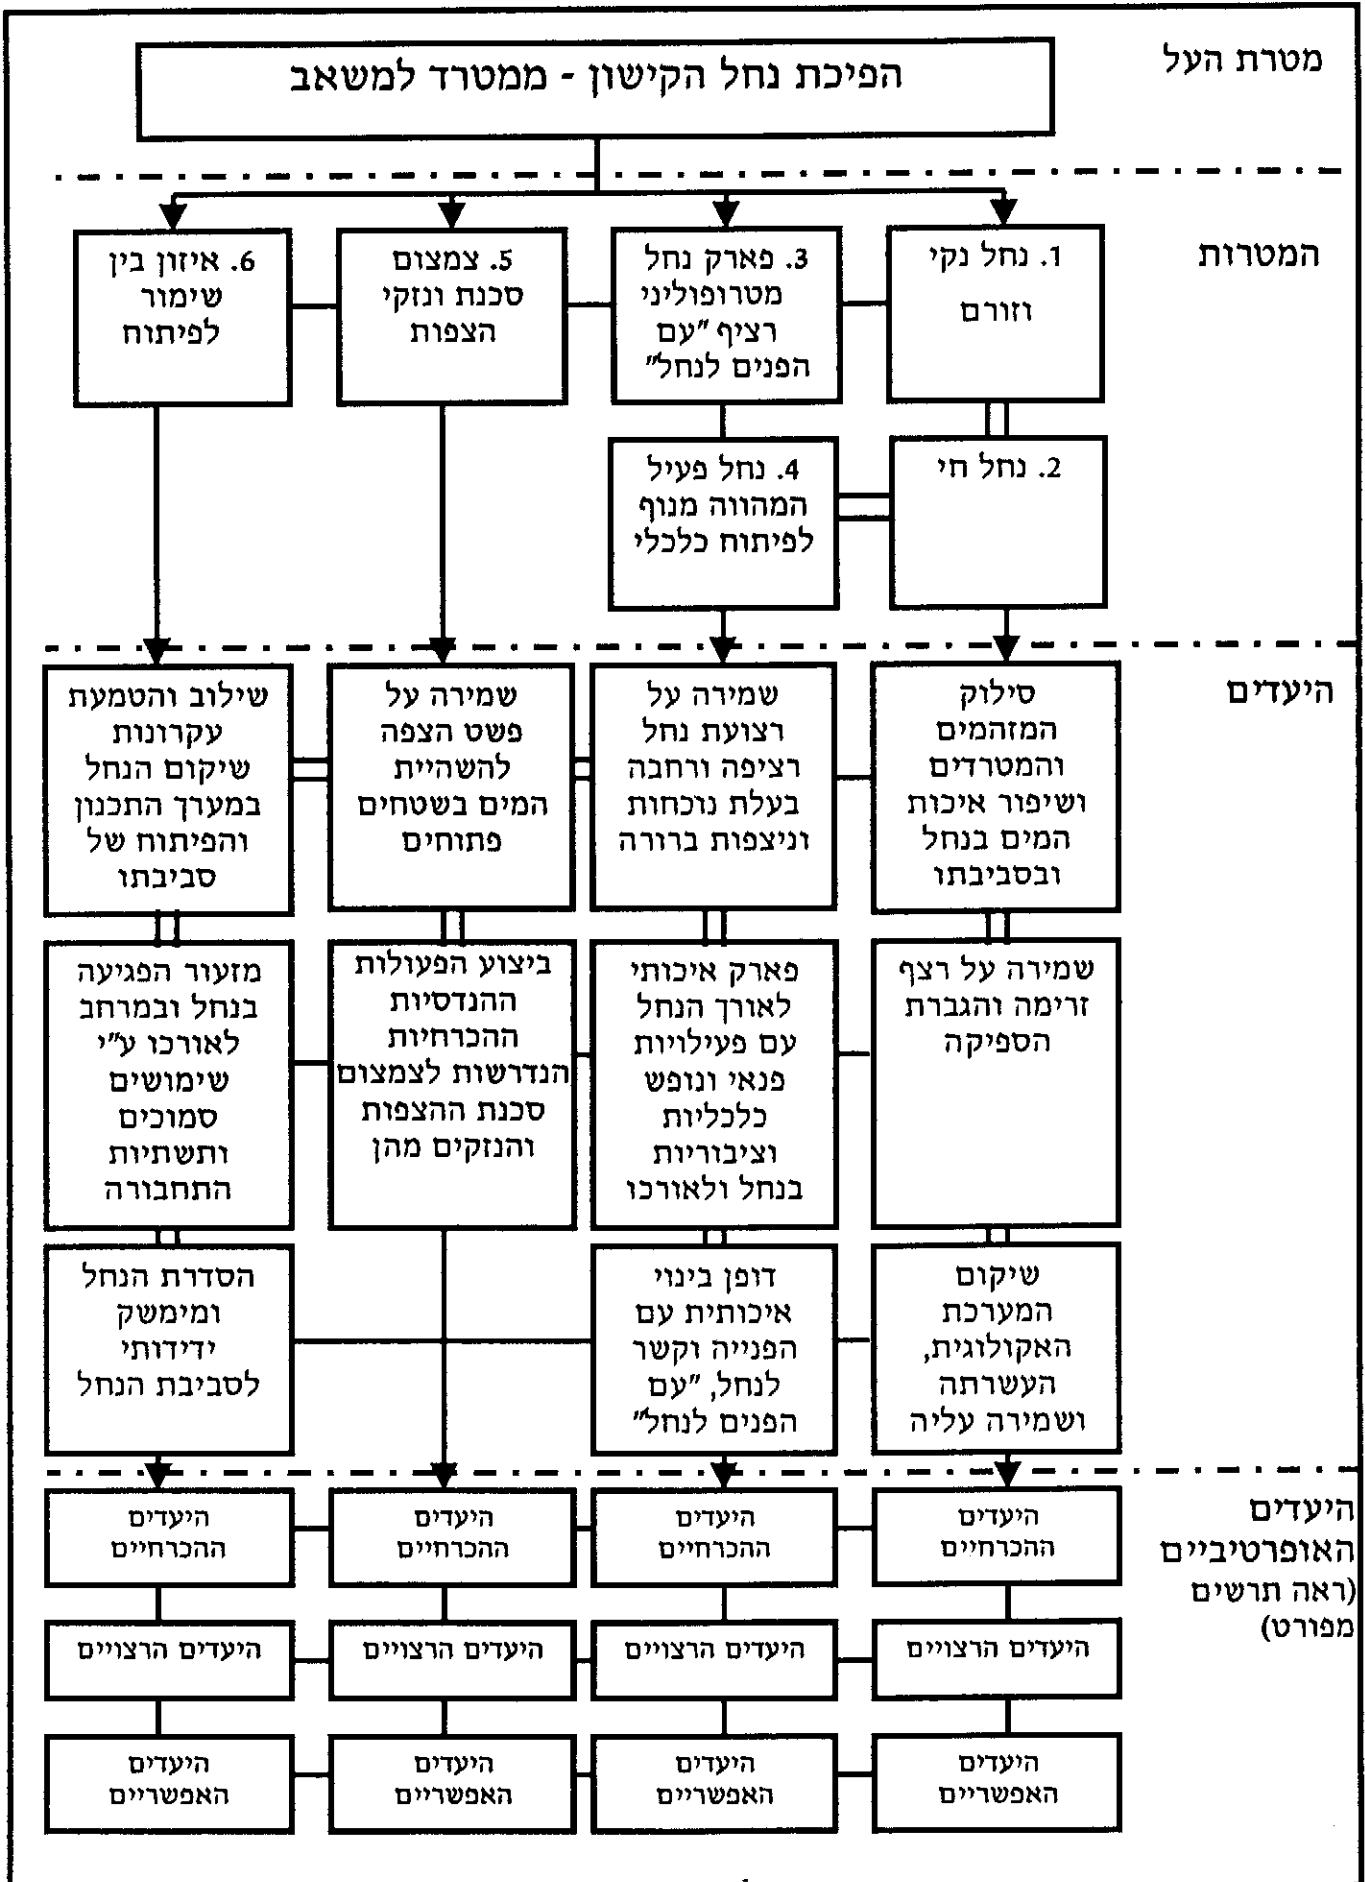 מטרת העל
הפיכת נחל הקישון - ממטרד למשאב
המטרות
1. נחל נקי
וזורם
3. פארק נחל
מטרופוליני
רציף "עם
הפנים לנחל"
5. צמצום
סכנת ונזקי
הצפות
6. איזון בין
שימור
לפיתוח
2. נחל חי
4. נחל פעיל
המהווה מנוף
לפיתוח כלכלי
היעדים
סילוק
המזהמים
והמטרדים
ושיפור איכות
המים בנחל
ובסביבתו
שמירה על
רצועת נחל
רציפה ורחבה
בעלת נוכחות
וניצפות ברורה
שמירה על
פשט הצפה
להשהיית
המים בשטחים
פתוחים
שילוב והטמעת
עקרונות
שיקום הנחל
במערך התכנון
והפיתוח של
סביבתו
שמירה על רצף
זרימה והגברת
הספיקה
פארק איכותי
לאורך הנחל
עם פעילויות
פנאי ונופש
כלכליות
וציבוריות
בנחל ולאורכו
ביצוע הפעולות
ההנדסיות
ההכרחיות
הנדרשות לצמצום
סכנת ההצפות
והנזקים מהן
מזעור הפגיעה
בנחל ובמרחב
לאורכו ע"י
שימושים
סמוכים
ותשתיות
התחבורה
שיקום
המערכת
האקולוגית,
העשרתה
ושמירה עליה
דופן בינוי
איכותית עם
הפנייה וקשר
לנחל, "עם
הפנים לנחל"
הסדרת הנחל
ומימשק
ידידותי
לסביבת הנחל
היעדים
האופרטיביים
(ראה תרשים
מפורט)
היעדים
ההכרחיים
היעדים
ההכרחיים
היעדים
ההכרחיים
היעדים
ההכרחיים
היעדים הרצויים
היעדים הרצויים
היעדים הרצויים
היעדים הרצויים
היעדים
האפשריים
היעדים
האפשריים
היעדים
האפשריים
היעדים
האפשריים